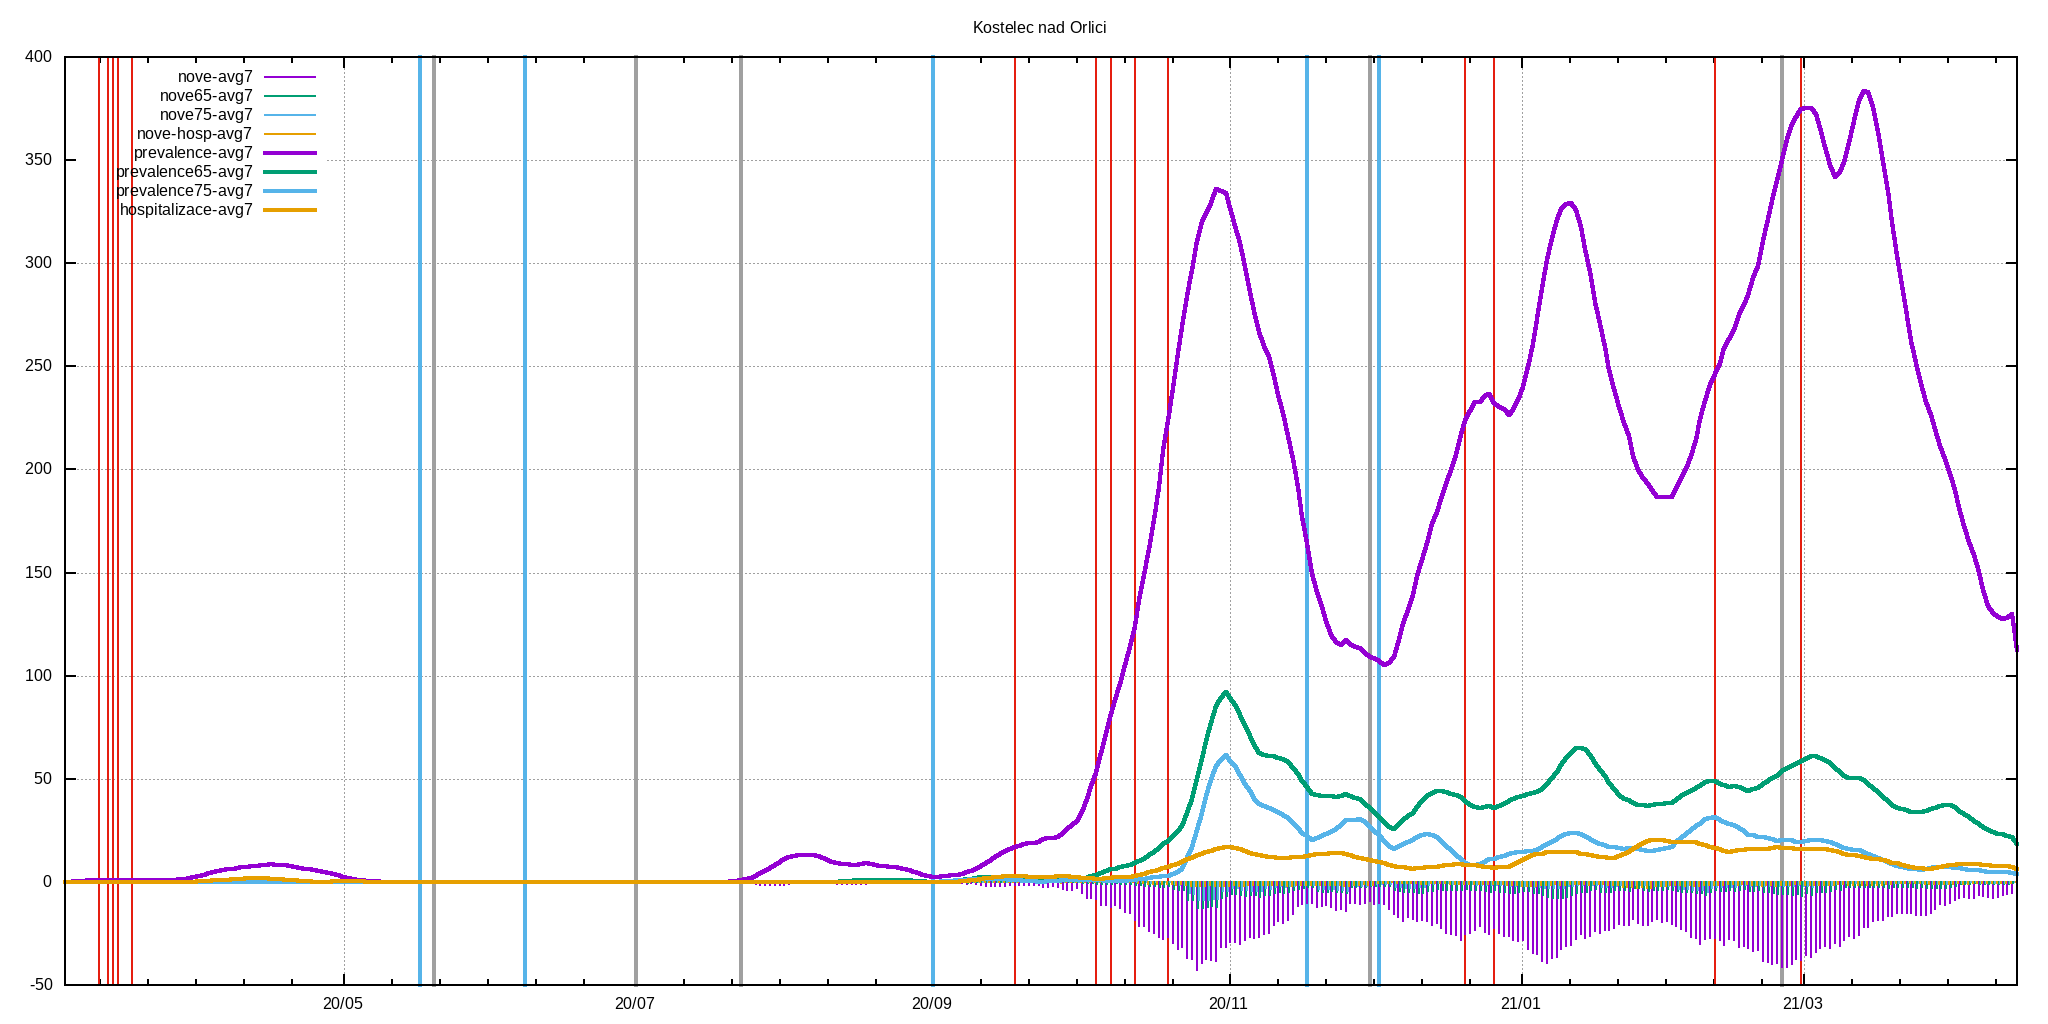 Kostelec nad Orlici
400
350
300
250
200
150
100
50
0
-50
nove-avg7
nove65-avg7
nove75-avg7
nove-hosp-avg7
prevalence-avg7
prevalence65-avg7
prevalence75-avg7
hospitalizace-avg7
20/05
20/07
20/09
20/11
21/01
21/03